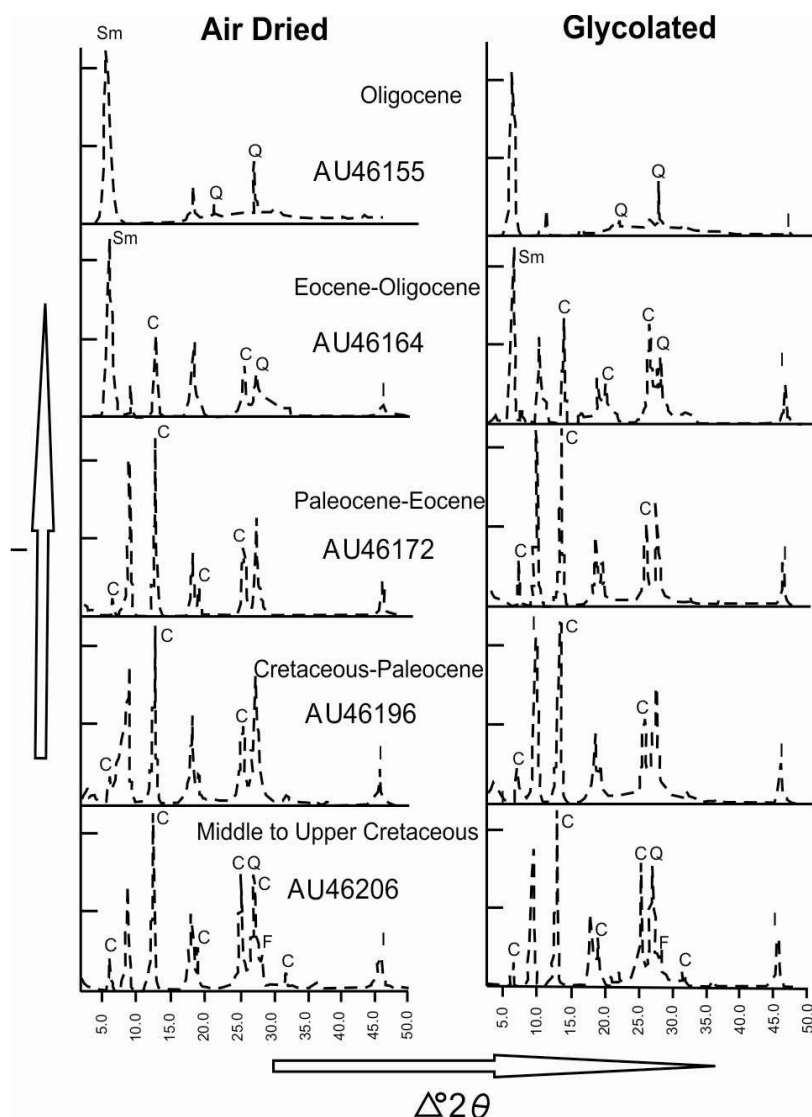 Air Dried
Glycolated
Sm
Oligocene
AU46155
Q
Q
Q
Q
Sm
Eocene-Oligocene
AU46164
C
C
Q
I
Sm
C
C
C
Q
I
Paleocene-Eocene
AU46172
C
C
C
C
I
C
C
C
I
Cretaceous-Paleocene
AU46196
C
C
C
I
I
C
C
C
I
Middle to Upper Cretaceous
AU46206
C
C
C
C
Q
C
F
C
I
C
C
C
C
Q
F
C
I
I
5.0 10.0 15.0 20.0 25.0 30.0 35.0 40.0 45.0 50.0
5.0 10.0 15.0 20.0 25.0 30.0 35.0 40.0 45.0 50.0
Δ°2θ